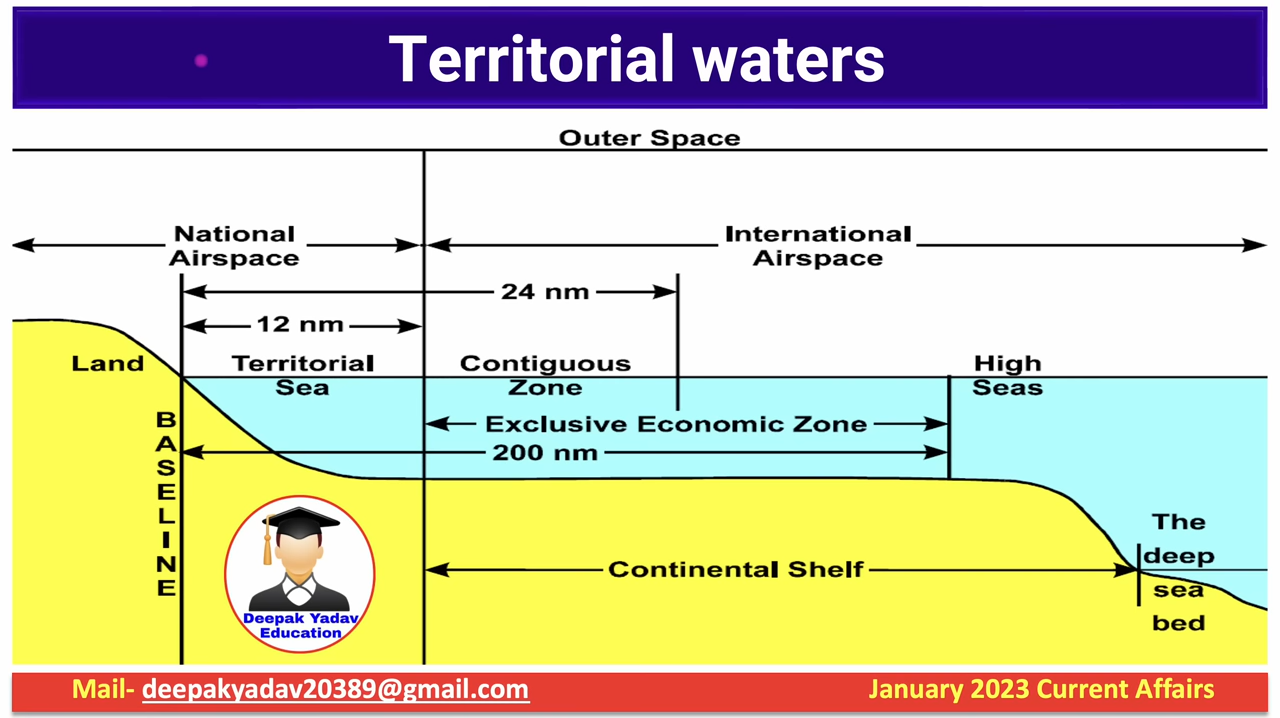 Territorial waters
Outer Space
National
Airspace
International
Airspace
24 nm
12 nm
Land
Territorial
Sea
Contiguous
Zone
High
Seas
BASELINE
Exclusive Economic Zone
200 nm
Continental Shelf
The
deep
sea
bed
Deepak Yadav
Education
Mail- deepakyadav20389@gmail.com
January 2023 Current Affairs